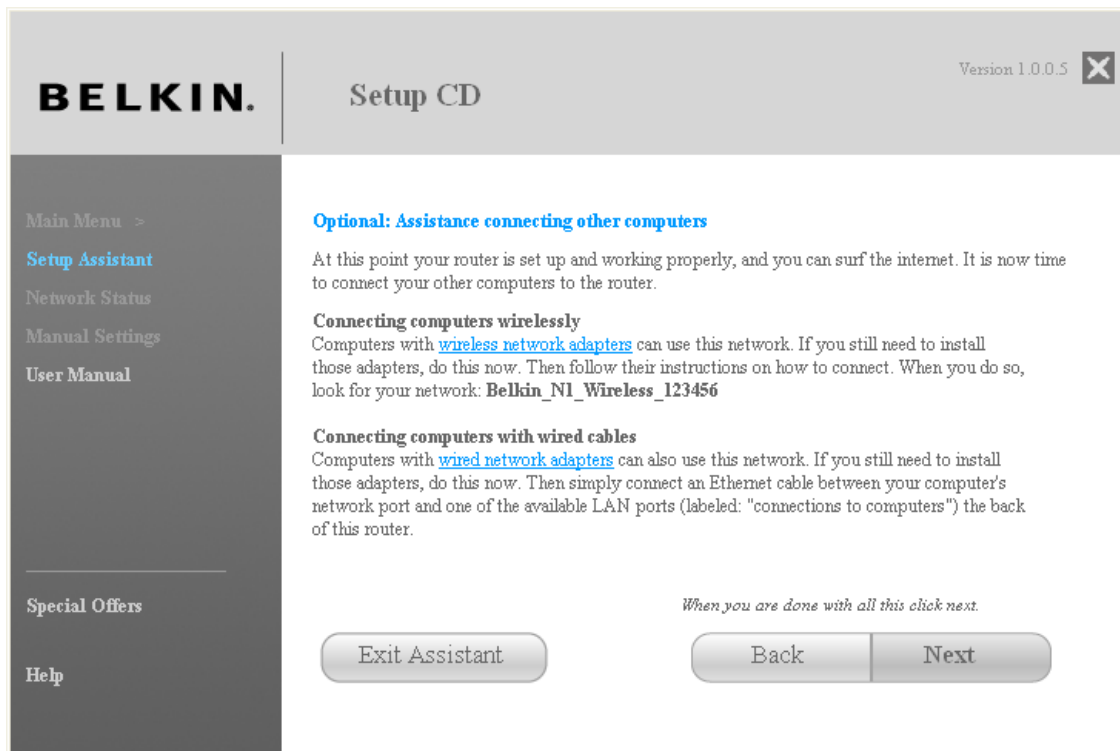 BELKIN.
Setup CD
Version 1.0.0.5
Main Menu >
Setup Assistant
Network Status
Manual Settings
User Manual
Special Offers
Help
Optional: Assistance connecting other computers
At this point your router is set up and working properly, and you can surf the internet. It is now time
to connect your other computers to the router.
Connecting computers wirelessly
Computers with wireless network adapters can use this network. If you still need to install
those adapters, do this now. Then follow their instructions on how to connect. When you do so,
look for your network: Belkin_N1_Wireless_123456
Connecting computers with wired cables
Computers with wired network adapters can also use this network. If you still need to install
those adapters, do this now. Then simply connect an Ethernet cable between your computer's
network port and one of the available LAN ports (labeled: "connections to computers") the back
of this router.
When you are done with all this click next.
Exit Assistant
Back
Next